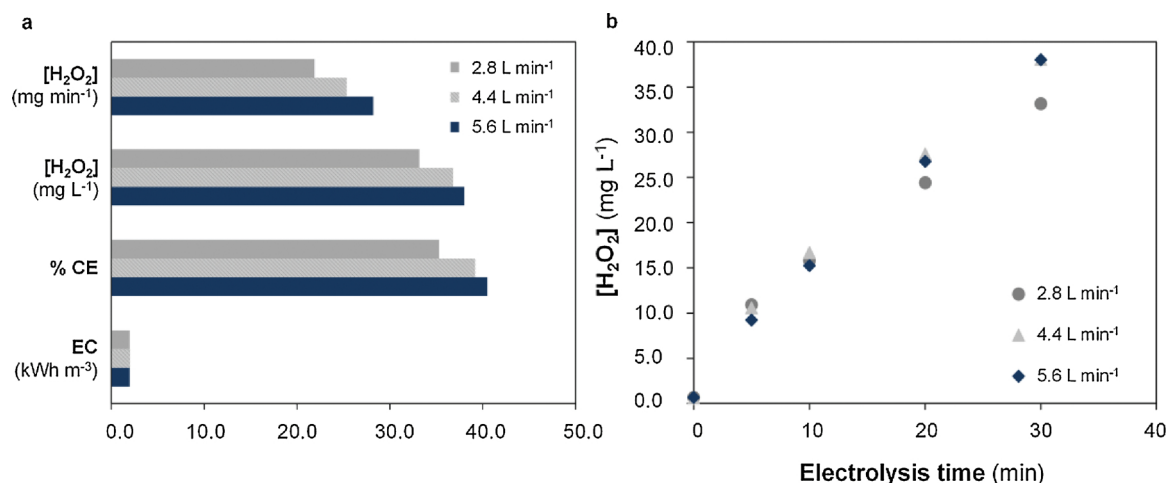 a
[H₂O₂]
(mg min⁻¹)
[H₂O₂]
(mg L⁻¹)
% CE
EC
(kWh m⁻³)
2.8 L min⁻¹
4.4 L min⁻¹
5.6 L min⁻¹
0.0 10.0 20.0 30.0 40.0 50.0
b
[H₂O₂] (mg L⁻¹)
40.0
35.0
30.0
25.0
20.0
15.0
10.0
5.0
0.0
2.8 L min⁻¹
4.4 L min⁻¹
5.6 L min⁻¹
0 10 20 30 40
Electrolysis time (min)